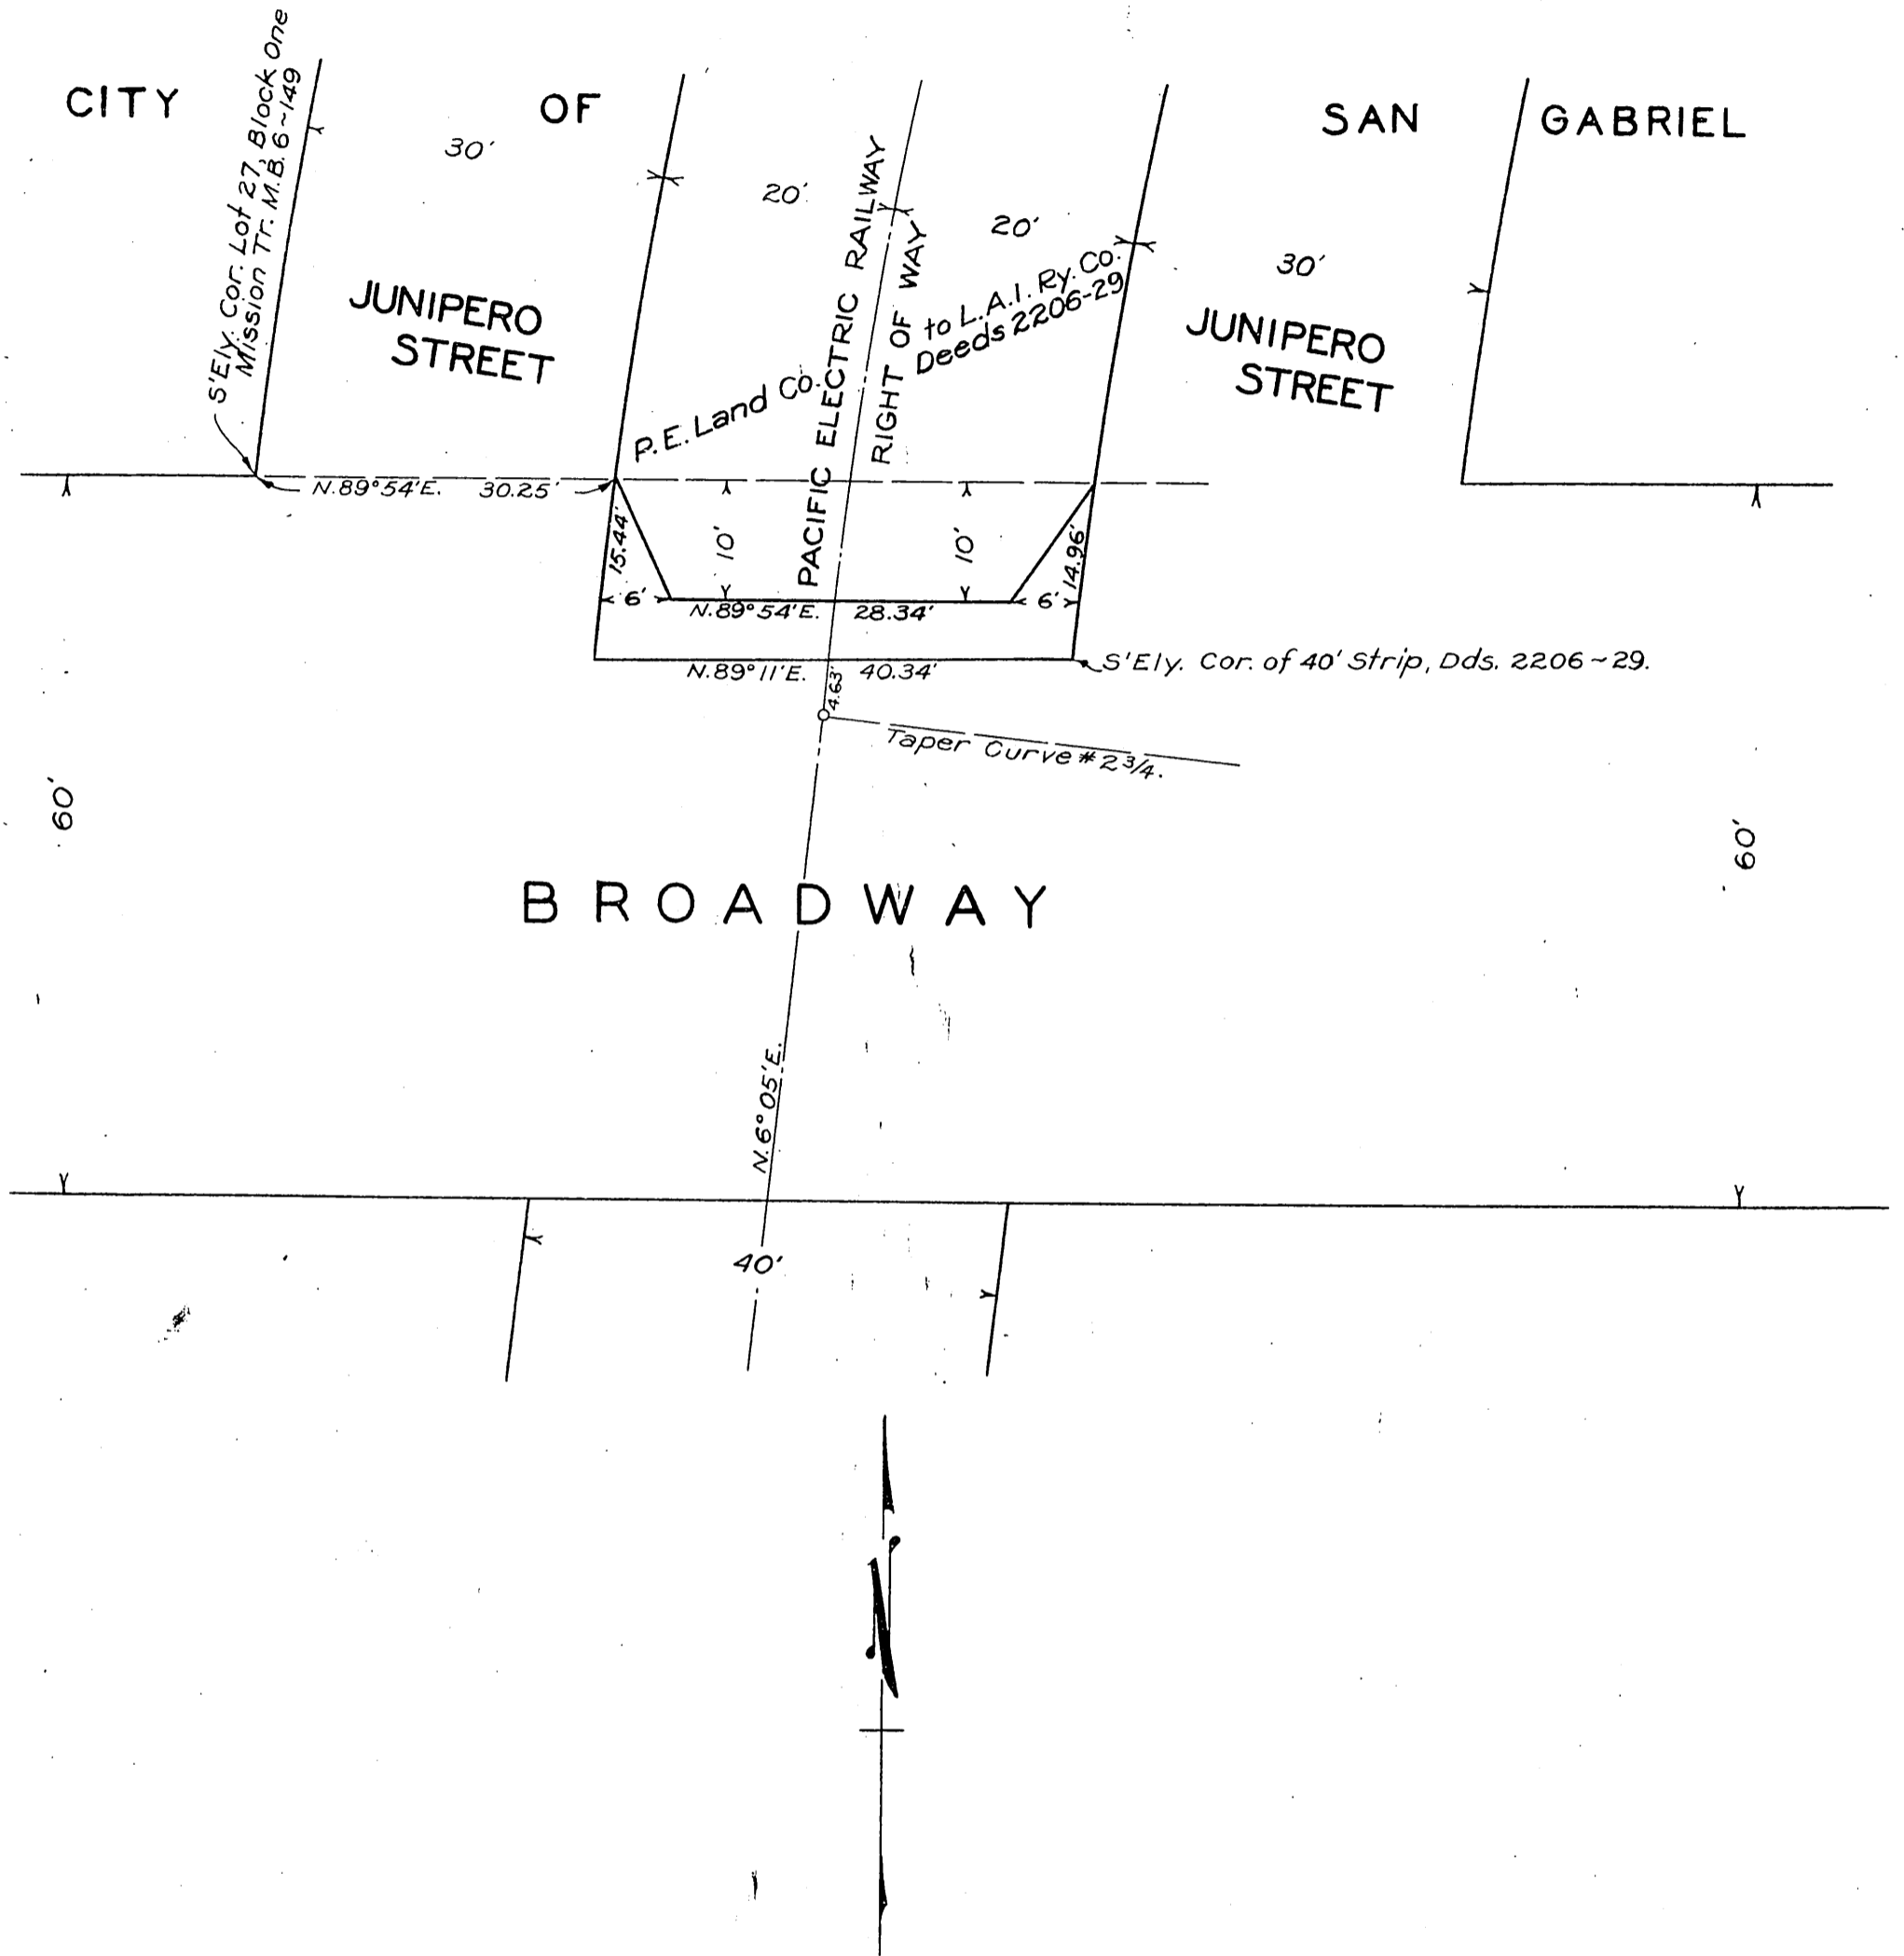 CITY OF SAN GABRIEL
S'Ely. Cor. Lot 27, Block One
Mission Tr. M.B. 6~149
30'
20'
20'
30'
JUNIPERO
STREET
PACIFIC ELECTRIC RAILWAY
RIGHT OF WAY
P.E. Land Co. to L.A.I. Ry. Co.
Deeds 2206-29
JUNIPERO
STREET
N.89°54'E. 30.25'
15.44'
10'
10'
14.96'
6'
6'
N.89°54'E. 28.34'
N.89°11'E. 40.34'
S'Ely. Cor. of 40' Strip, Dds. 2206~29.
4.63'
Taper Curve #2 3/4.
60'
60'
BROADWAY
N.6°05'E.
40'
N